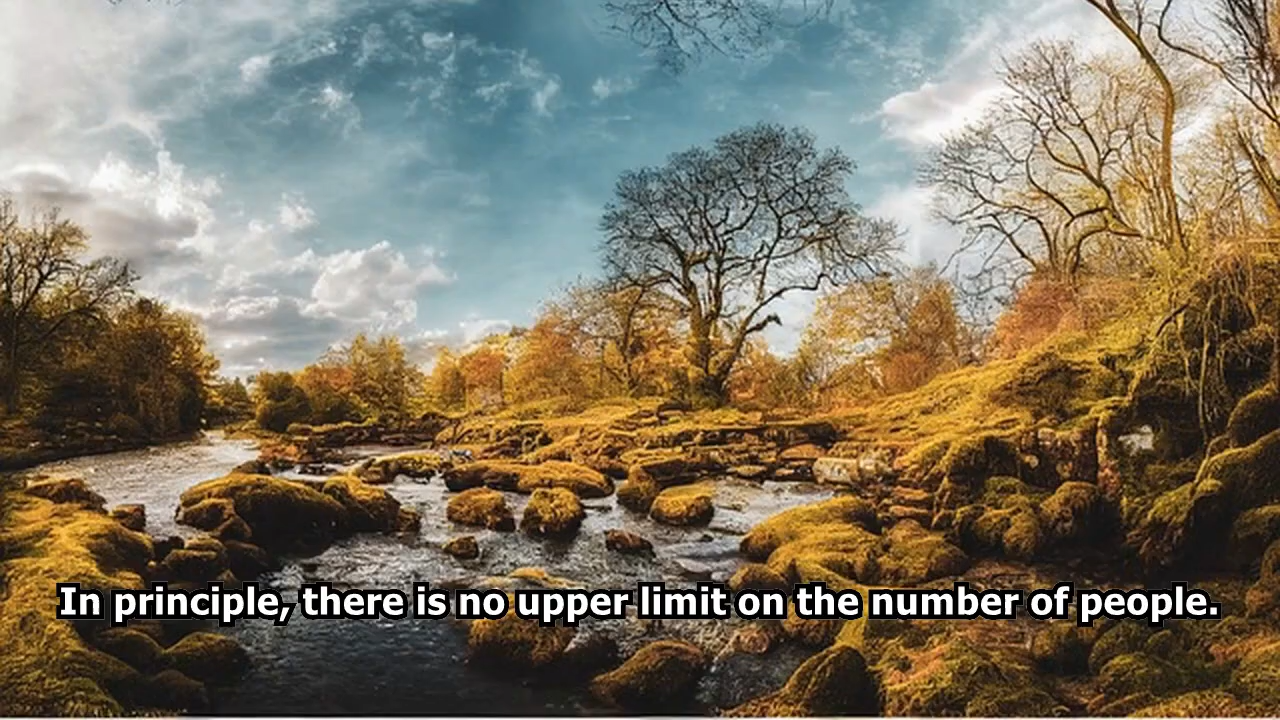 In principle, there is no upper limit on the number of people.